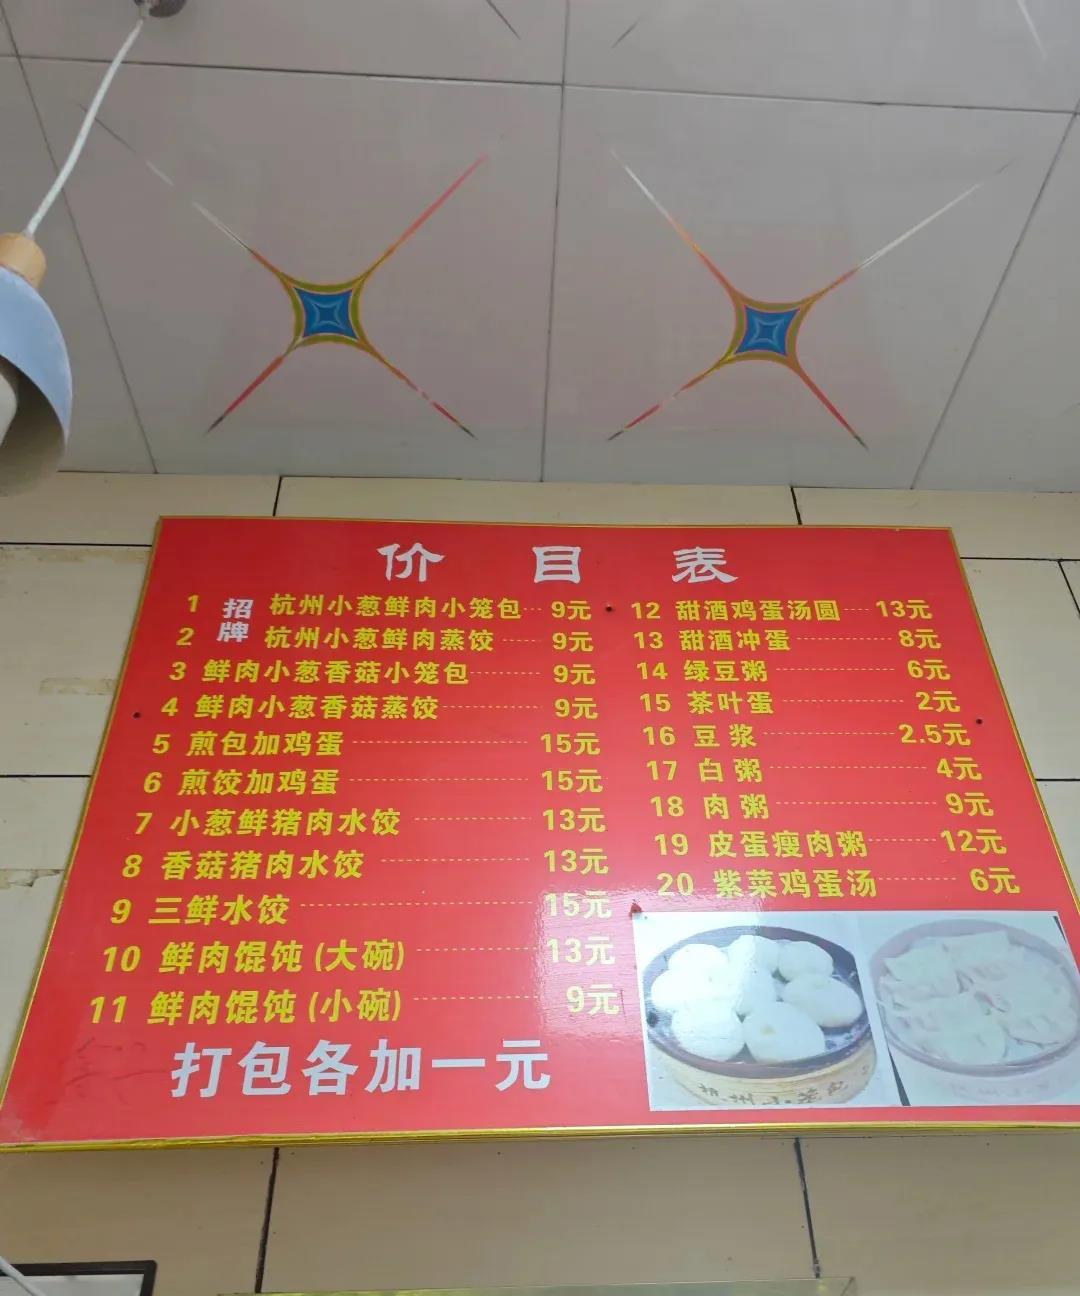 价目表
1 招牌 杭州小葱鲜肉小笼包 9元
2 杭州小葱鲜肉蒸饺 9元
3 鲜肉小葱香菇小笼包 9元
4 鲜肉小葱香菇蒸饺 9元
5 煎包加鸡蛋 15元
6 煎饺加鸡蛋 15元
7 小葱鲜猪肉水饺 13元
8 香菇猪肉水饺 13元
9 三鲜水饺 15元
10 鲜肉馄饨(大碗) 13元
11 鲜肉馄饨(小碗) 9元
打包各加一元
12 甜酒鸡蛋汤圆 13元
13 甜酒冲蛋 8元
14 绿豆粥 6元
15 茶叶蛋 2元
16 豆浆 2.5元
17 白粥 4元
18 肉粥 9元
19 皮蛋瘦肉粥 12元
20 紫菜鸡蛋汤 6元
杭州小笼包